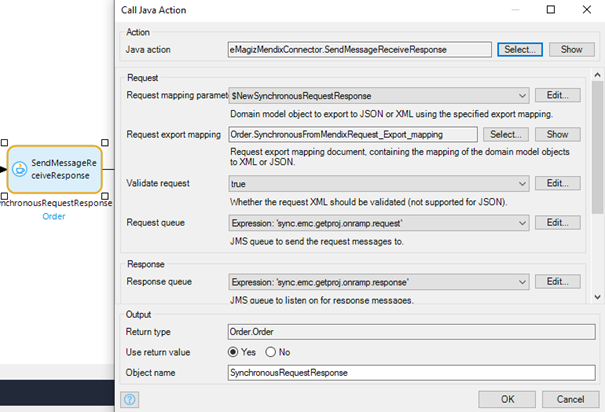 Call Java Action
Action
Java action
eMagizMendixConnector.SendMessageReceiveResponse
Select...
Show
Request
Request mapping paramet
$NewSynchronousRequestResponse
Edit...
Domain model object to export to JSON or XML using the specified export mapping.
Request export mapping
Order.SynchronousFromMendixRequest_Export_mapping
Select...
Show
Request export mapping document, containing the mapping of the domain model objects
to XML or JSON.
Validate request
true
Edit...
Whether the request XML should be validated (not supported for JSON).
Request queue
Expression: 'sync.emc.getproj.onramp.request'
Edit...
JMS queue to send the request messages to.
Response
Response queue
Expression: 'sync.emc.getproj.onramp.response'
Edit...
JMS queue to listen on for response messages.
Output
Return type
Order.Order
Use return value
Yes
No
Object name
SynchronousRequestResponse
OK
Cancel
SendMessageRe
ceiveResponse
ynchronousRequestResponse
Order